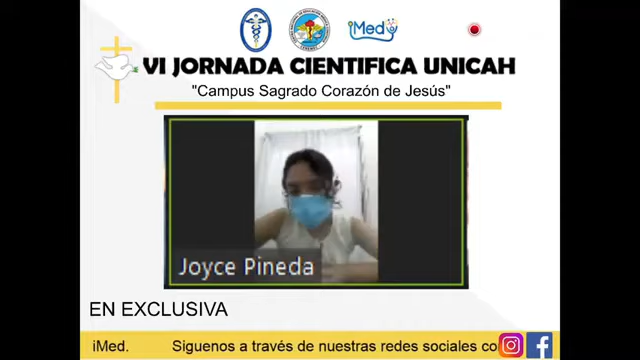 iMedu
VI JORNADA CIENTIFICA UNICAH
"Campus Sagrado Corazón de Jesús"
Joyce Pineda
EN EXCLUSIVA
iMed. Siguenos a través de nuestras redes sociales co